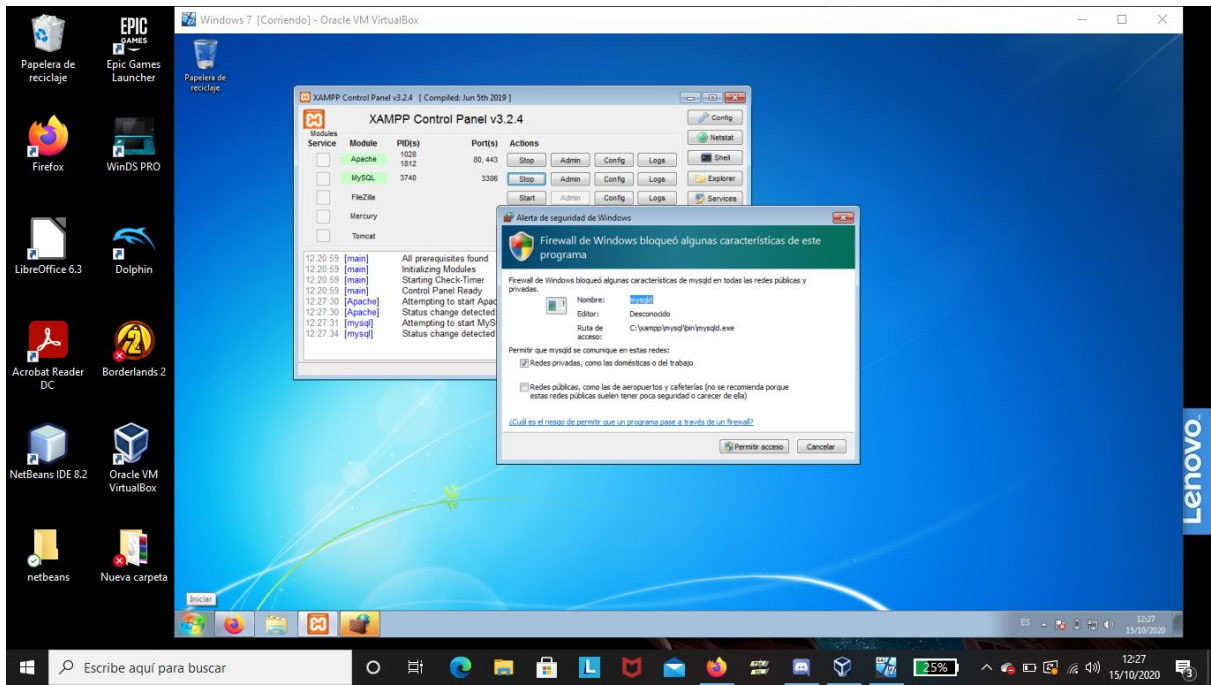 Windows 7 [Corriendo] - Oracle VM VirtualBox
Papelera de
reciclaje
EPIC
GAMES
Epic Games
Launcher
Firefox
WinDS PRO
LibreOffice 6.3
Dolphin
Acrobat Reader
DC
Borderlands 2
NetBeans IDE 8.2
Oracle VM
VirtualBox
netbeans
Nueva carpeta
Papelera de
reciclaje
XAMPP Control Panel v3.2.4 [ Compiled: Jun 5th 2019 ]
XAMPP Control Panel v3.2.4
Config
Netstat
Shell
Explorer
Services
Modules
Service Module PID(s) Port(s) Actions
Apache 1028 1812 80, 443 Stop Admin Config Logs
MySQL 3740 3306 Stop Admin Config Logs
FileZilla Start Admin Config Logs
Mercury
Tomcat
12:20:59 [main] All prerequisites found
12:20:59 [main] Initializing Modules
12:20:59 [main] Starting Check-Timer
12:20:59 [main] Control Panel Ready
12:27:30 [Apache] Attempting to start Apac
12:27:30 [Apache] Status change detected:
12:27:31 [mysql] Attempting to start MyS
12:27:34 [mysql] Status change detected:
Alerta de seguridad de Windows
Firewall de Windows bloqueó algunas características de este
programa
Firewall de Windows bloqueó algunas características de mysqld en todas las redes públicas y
privadas.
Nombre: mysqld
Editor: Desconocido
Ruta de
acceso: C:\xampp\mysql\bin\mysqld.exe
Permitir que mysqld se comunique en estas redes:
Redes privadas, como las domésticas o del trabajo
Redes públicas, como las de aeropuertos y cafeterías (no se recomienda porque
estas redes públicas suelen tener poca seguridad o carecer de ella)
¿Cuál es el riesgo de permitir que un programa pase a través de un firewall?
Permitir acceso Cancelar
Lenovo
Iniciar
ES
12:27
15/10/2020
Escribe aquí para buscar
25%
12:27
15/10/2020
3